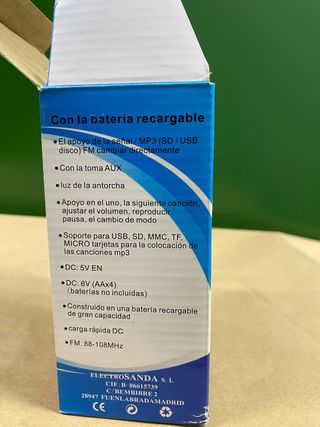 Con la batería recargable
• El apoyo de la señal / MP3 (SD / USB
disco) FM cambiar directamente
• Con la toma AUX
• luz de la antorcha
• Apoyo en el uno, la siguiente canción,
ajustar el volumen, reproducir /
pausa, el cambio de modo
• Soporte para USB, SD, MMC, TF,
MICRO tarjetas para la colocación de
las canciones mp3
• DC: 5V EN
• DC: 6V (AAx4)
(baterías no incluidas)
• Construido en una batería recargable
de gran capacidad
• carga rápida DC
• FM: 88-108MHz
ELECTROSANDA S. L
CIF: B- 86615739
C/ BEMBIBRE 2
28947 FUENLABRADAMADRID
CE